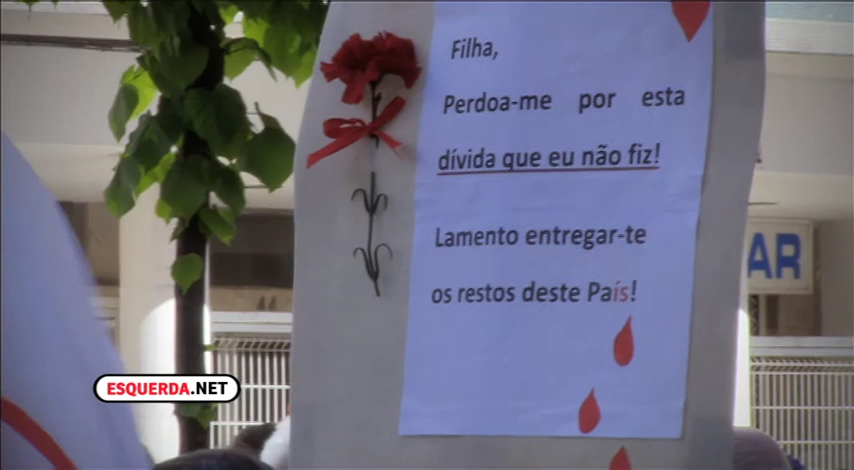 Filha,
Perdoa-me por esta
dívida que eu não fiz!
Lamento entregar-te
os restos deste País!
AR
44
ESQUERDA.NET